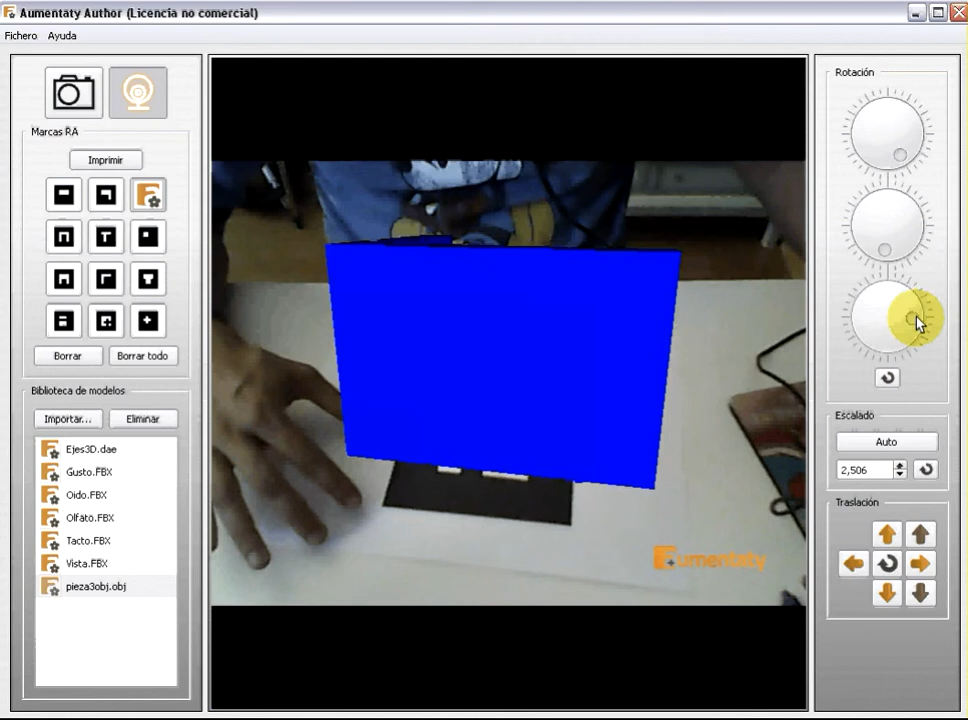 Aumentaty Author (Licencia no comercial)
Fichero Ayuda
Marcas RA
Imprimir
Borrar Borrar todo
Biblioteca de modelos
Importar... Eliminar
Ejes3D.dae
Gusto.FBX
Oido.FBX
Olfato.FBX
Tacto.FBX
Vista.FBX
pieza3obj.obj
Aumentaty
Rotación
Escalado
Auto
2,506
Traslación